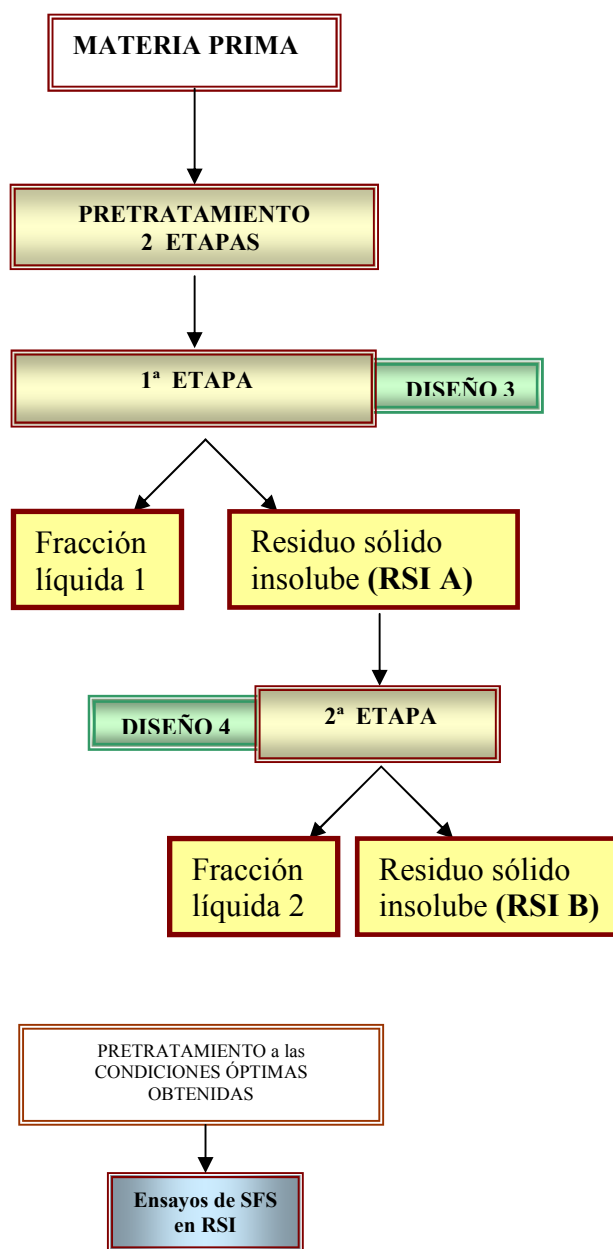 MATERIA PRIMA
PRETRATAMIENTO
2 ETAPAS
1ª ETAPA
DISEÑO 3
Fracción
líquida 1
Residuo sólido
insolube (RSI A)
2ª ETAPA
DISEÑO 4
Fracción
líquida 2
Residuo sólido
insolube (RSI B)
PRETRATAMIENTO a las
CONDICIONES ÓPTIMAS
OBTENIDAS
Ensayos de SFS
en RSI